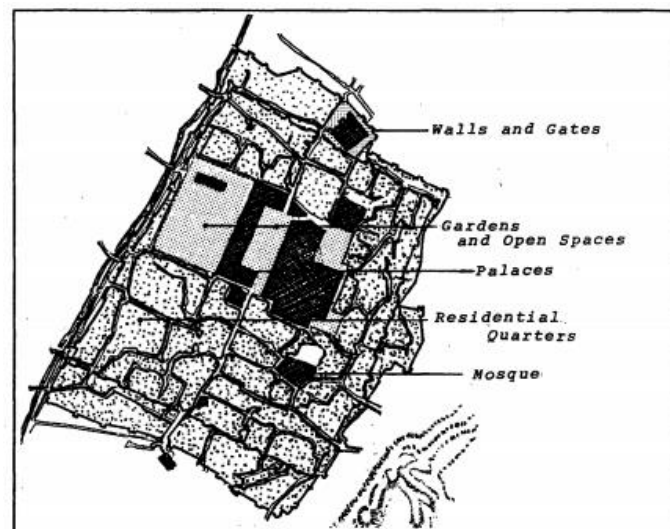 Walls and Gates
Gardens
and Open Spaces
Palaces
Residential
Quarters
Mosque